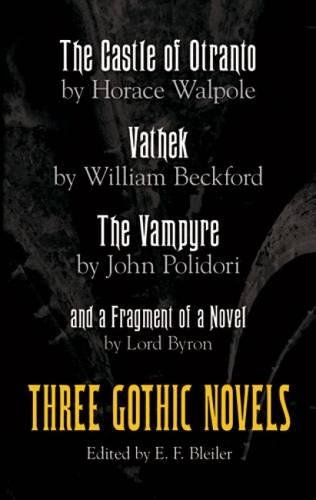 The Castle of Otranto
by Horace Walpole
Vathek
by William Beckford
The Vampyre
by John Polidori
and a Fragment of a Novel
by Lord Byron
THREE GOTHIC NOVELS
Edited by E. F. Bleiler